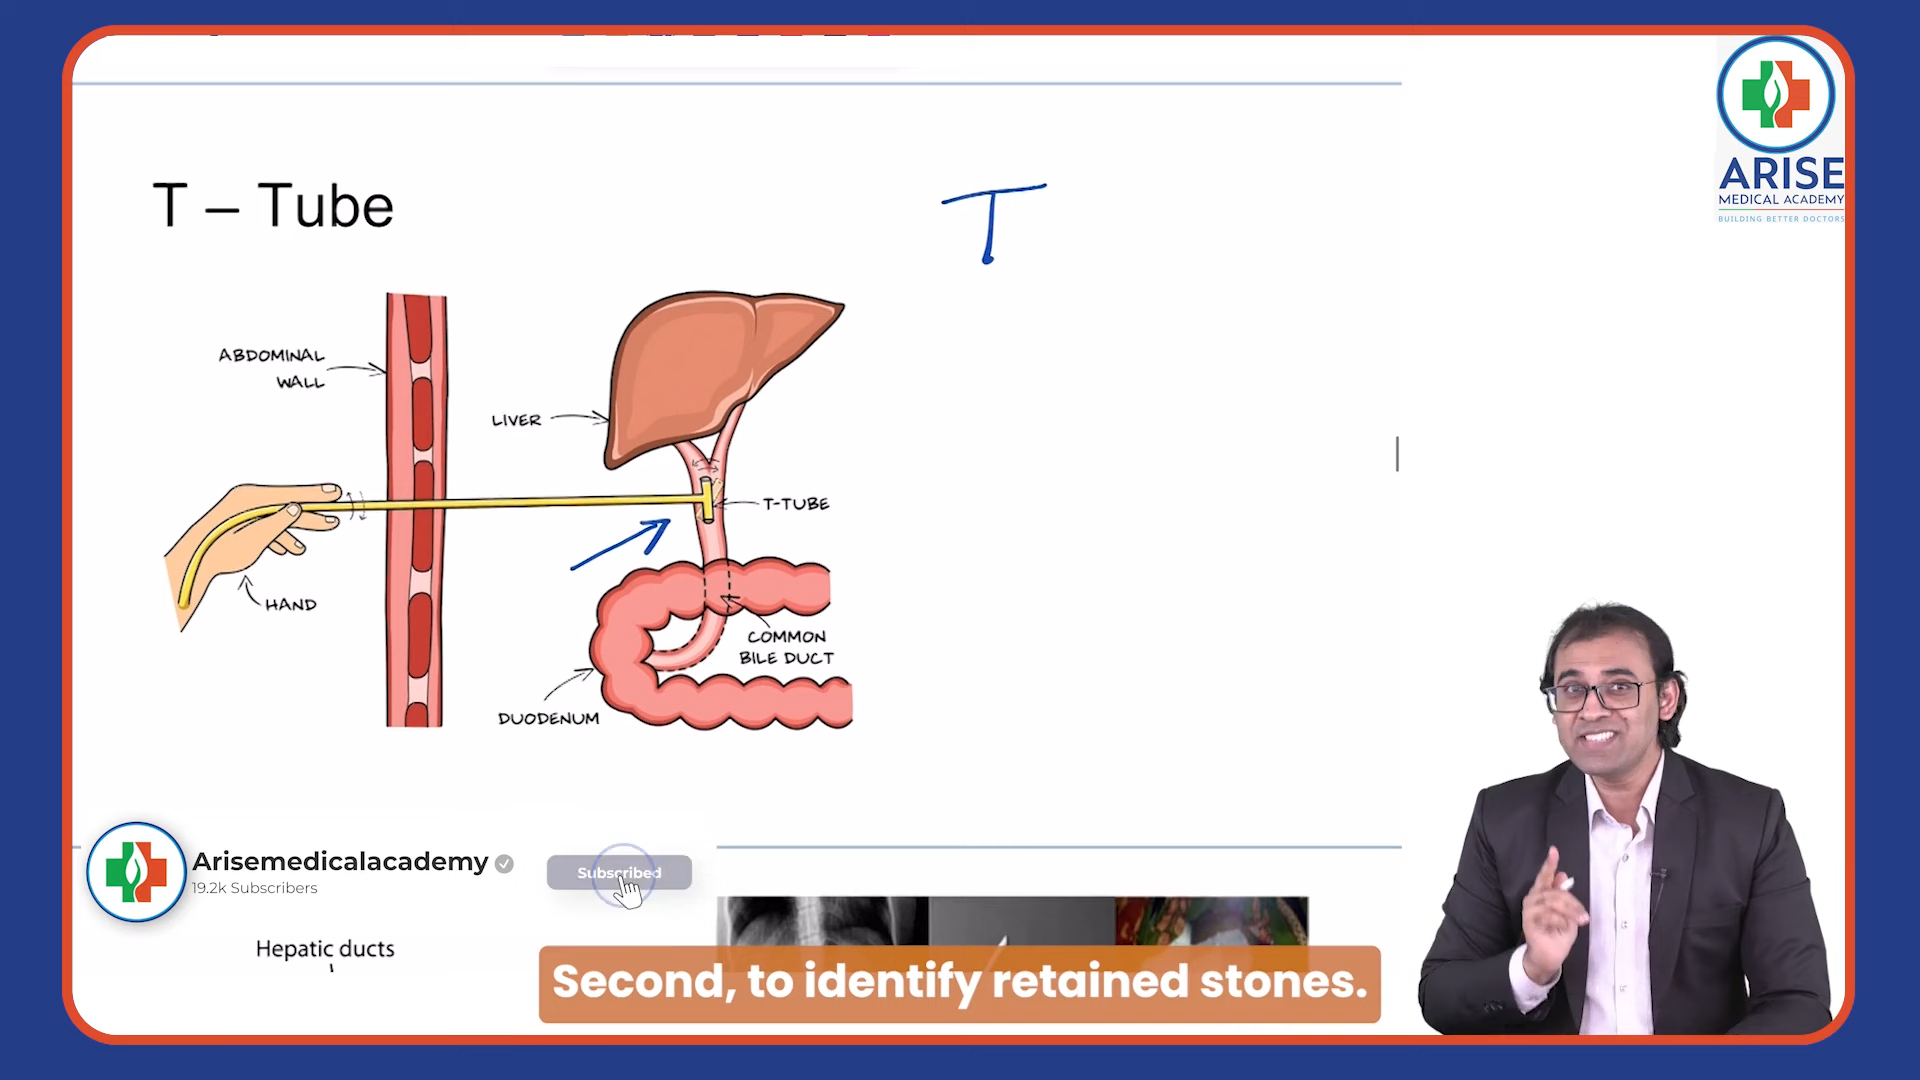 T – Tube
T
ARISE
MEDICAL ACADEMY
BUILDING BETTER DOCTORS
ABDOMINAL
WALL
LIVER
T-TUBE
HAND
COMMON
BILE DUCT
DUODENUM
Arisemedicalacademy
19.2k Subscribers
Subscribed
Hepatic ducts
Second, to identify retained stones.